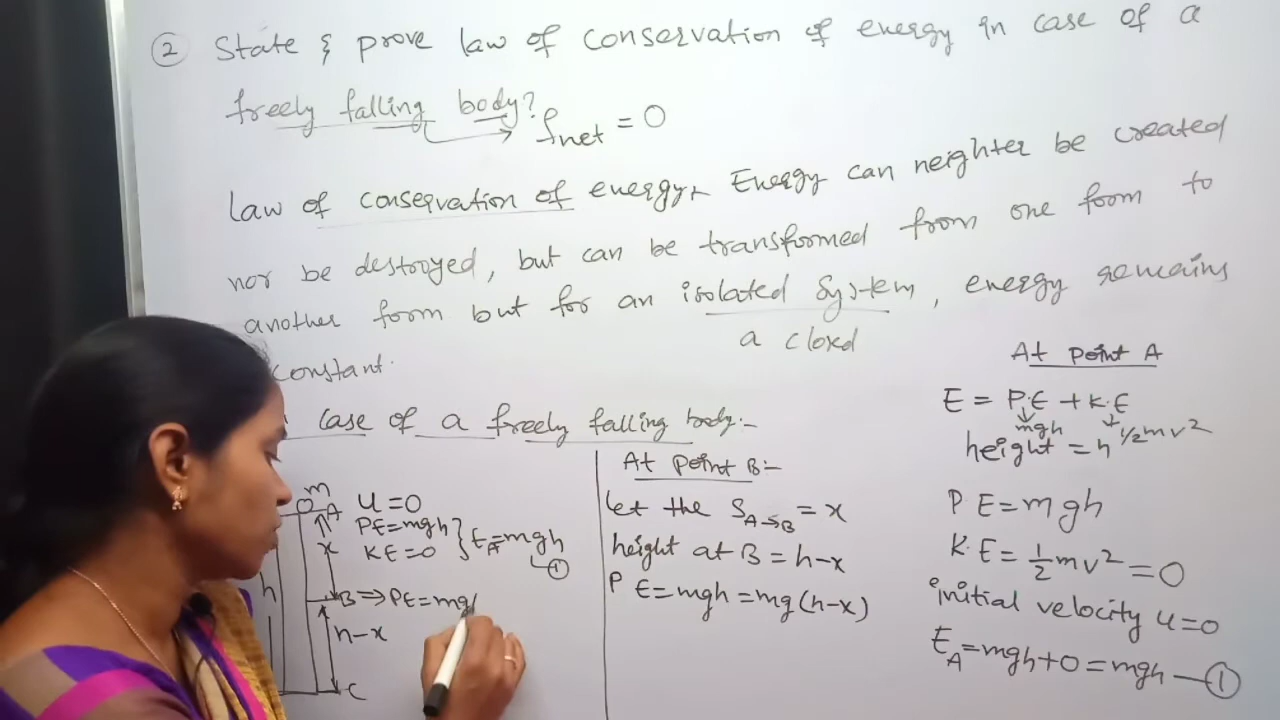 ② State & prove law of conservation of energy in case of a
freely falling body? fnet = 0
law of conservation of energy, Energy can neighter be created
nor be destroyed, but can be transformed from one form to
another form but for an isolated System, energy remains
a closed
constant.
case of a freely falling body:-
m
A
U = 0
PE = mgh
KE = 0
E_A = mgh
①
x
h
B ⇒ PE = mg
h-x
C
At point B:-
let the S_A→B = x
height at B = h-x
P E = mgh = mg(h-x)
At Point A
E = P.E + K.E
mgh
½mv²
height = h
P E = mgh
K.E = ½mv² = 0
initial velocity u = 0
E_A = mgh + 0 = mgh — ①